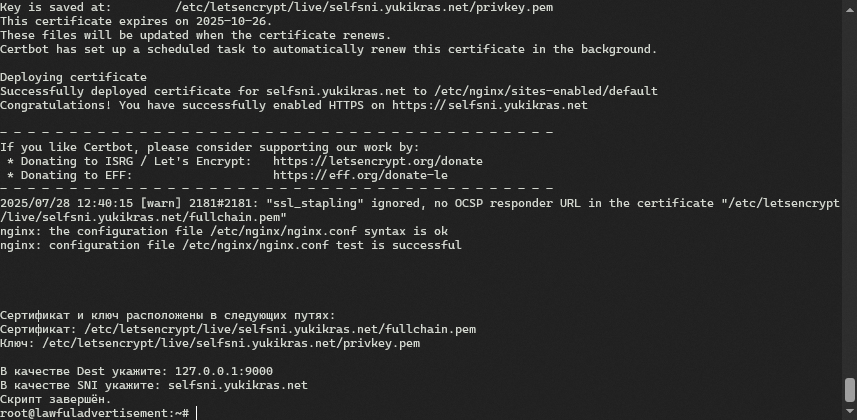 Key is saved at:         /etc/letsencrypt/live/selfsni.yukikras.net/privkey.pem
This certificate expires on 2025-10-26.
These files will be updated when the certificate renews.
Certbot has set up a scheduled task to automatically renew this certificate in the background.
Deploying certificate
Successfully deployed certificate for selfsni.yukikras.net to /etc/nginx/sites-enabled/default
Congratulations! You have successfully enabled HTTPS on https://selfsni.yukikras.net
- - - - - - - - - - - - - - - - - - - - - - - - - - - - - - - - - - - - - - - -
If you like Certbot, please consider supporting our work by:
 * Donating to ISRG / Let's Encrypt:   https://letsencrypt.org/donate
 * Donating to EFF:                    https://eff.org/donate-le
- - - - - - - - - - - - - - - - - - - - - - - - - - - - - - - - - - - - - - - -
2025/07/28 12:40:15 [warn] 2181#2181: "ssl_stapling" ignored, no OCSP responder URL in the certificate "/etc/letsencrypt
/live/selfsni.yukikras.net/fullchain.pem"
nginx: the configuration file /etc/nginx/nginx.conf syntax is ok
nginx: configuration file /etc/nginx/nginx.conf test is successful
Сертификат и ключ расположены в следующих путях:
Сертификат: /etc/letsencrypt/live/selfsni.yukikras.net/fullchain.pem
Ключ: /etc/letsencrypt/live/selfsni.yukikras.net/privkey.pem
В качестве Dest укажите: 127.0.0.1:9000
В качестве SNI укажите: selfsni.yukikras.net
Скрипт завершён.
root@lawfuladvertisement:~#